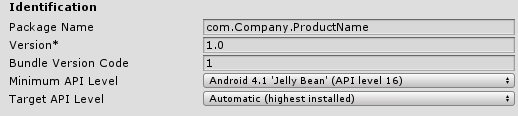 Identification
Package Name com.Company.ProductName
Version* 1.0
Bundle Version Code 1
Minimum API Level Android 4.1 'Jelly Bean' (API level 16)
Target API Level Automatic (highest installed)